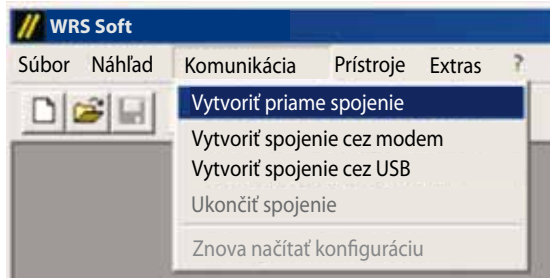 WRS Soft
Súbor Náhľad Komunikácia Prístroje Extras ?
Vytvoriť priame spojenie
Vytvoriť spojenie cez modem
Vytvoriť spojenie cez USB
Ukončiť spojenie
Znova načítať konfiguráciu